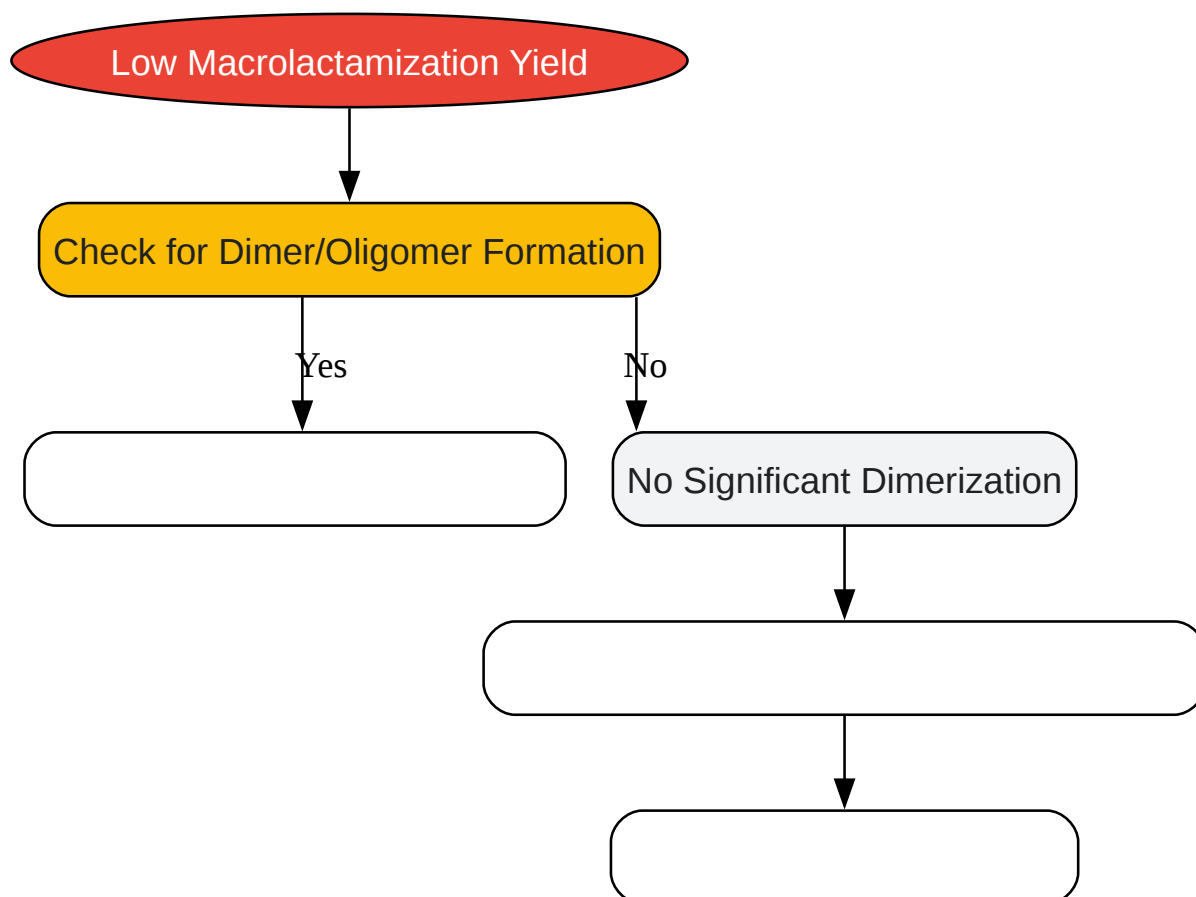 Low Macrolactamization Yield
Check for Dimer/Oligomer Formation
Yes
No
No Significant Dimerization